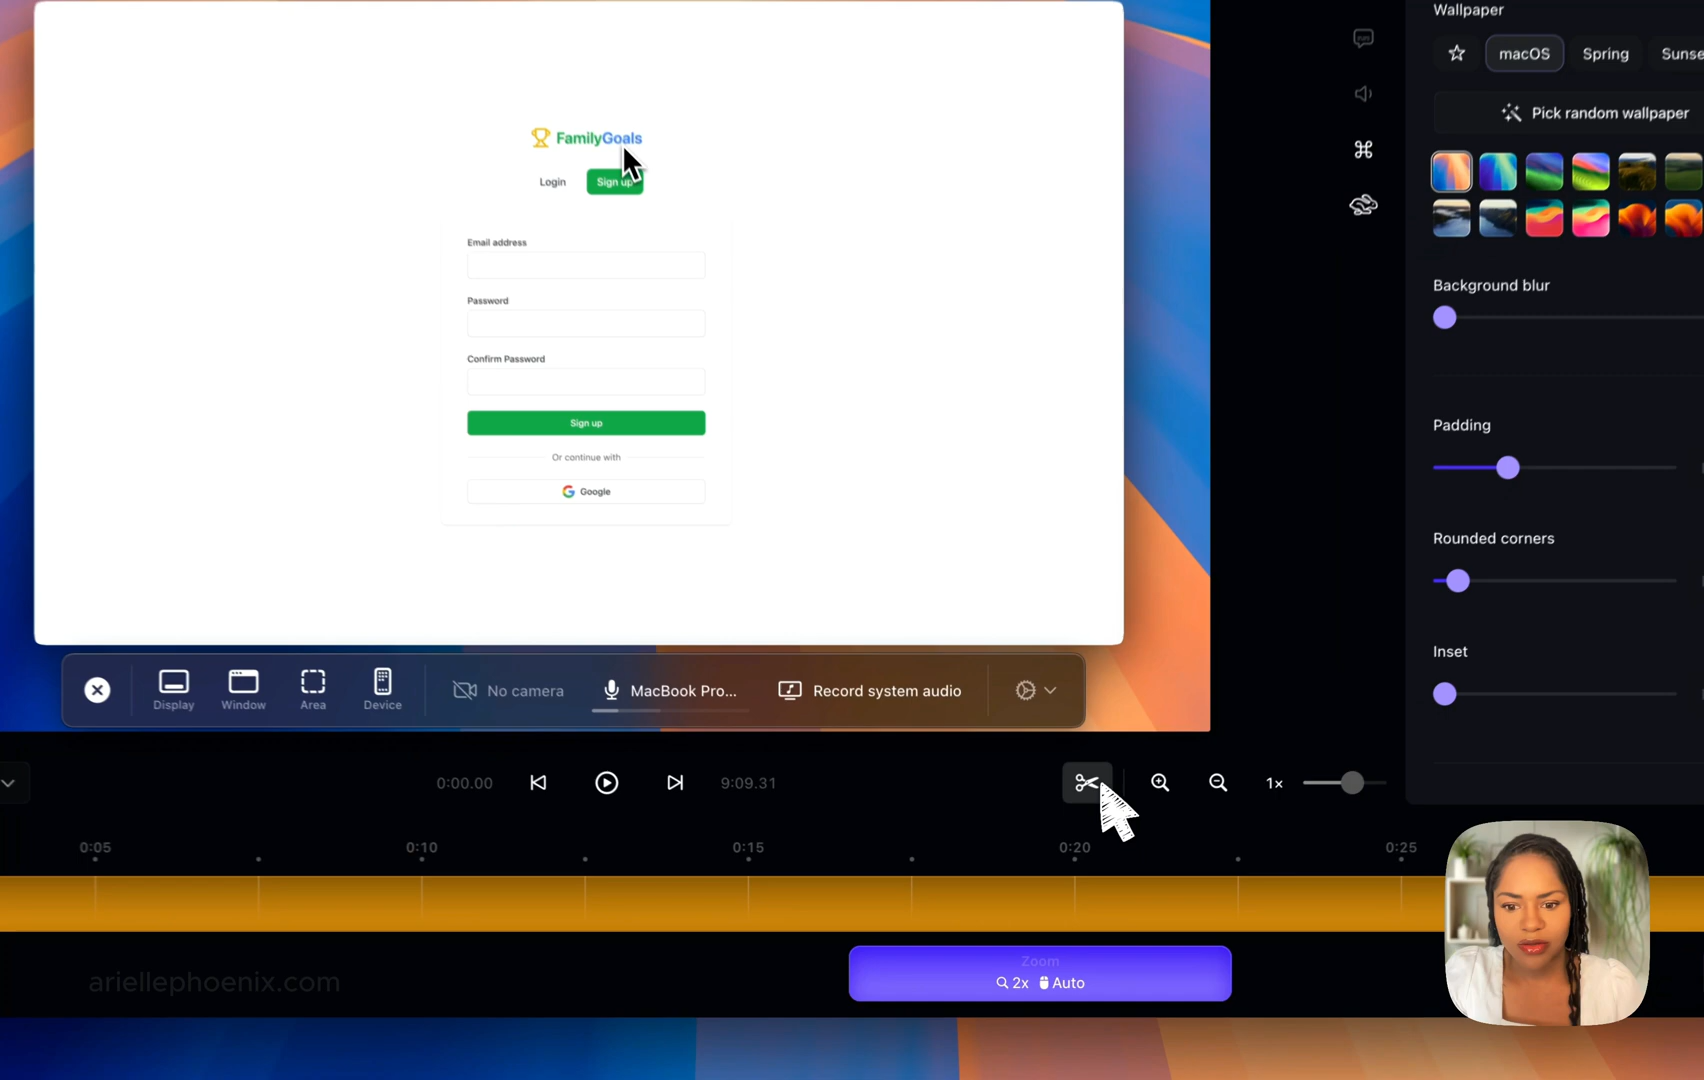 Wallpaper
macOS
Spring
Sunse
Pick random wallpaper
FamilyGoals
Login
Sign up
Email address
Password
Confirm Password
Sign up
Or continue with
Google
Background blur
Padding
Rounded corners
Inset
Display
Window
Area
Device
No camera
MacBook Pro...
Record system audio
0:00.00
9:09.31
1×
0:05
0:10
0:15
0:20
0:25
Zoom
2x Auto
ariellephoenix.com